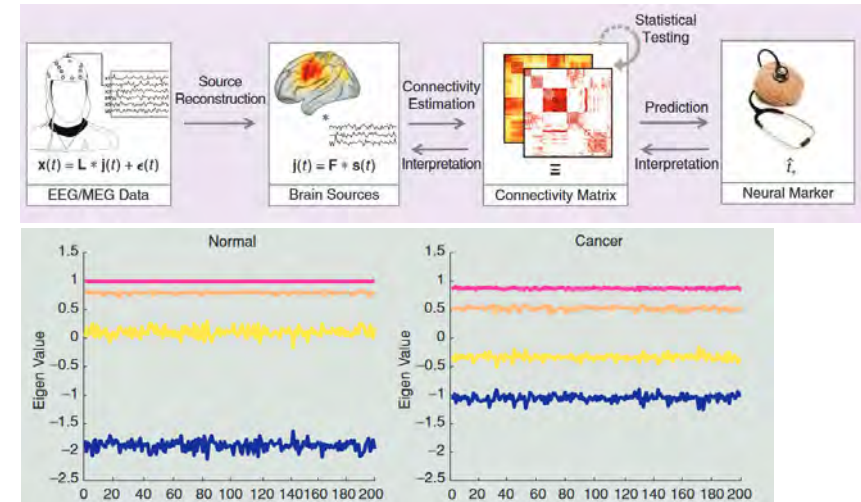 Statistical
Testing
Source
Reconstruction
Connectivity
Estimation
Prediction
Interpretation
Interpretation
x(t) = L * j(t) + ϵ(t)
j(t) = F * s(t)
Ξ
EEG/MEG Data
Brain Sources
Connectivity Matrix
Neural Marker
Normal
Cancer
Eigen Value
1.5
1
0.5
0
−0.5
−1
−1.5
−2
−2.5
0 20 40 60 80 100 120 140160 180 200
Eigen Value
1.5
1
0.5
0
−0.5
−1
−1.5
−2
−2.5
0 20 40 60 80 100 120 140 160 180 200